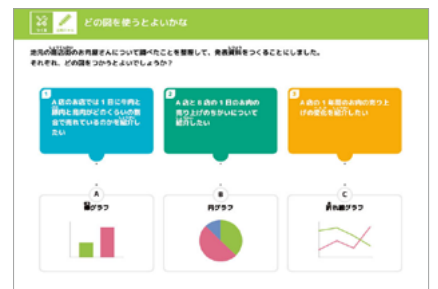 どの図を使うとよいかな
地元の商店街のお肉屋さんについて調べたことを整理して、発表資料をつくることにしました。
それぞれ、どの図をつかうとよいでしょうか？
1
A店のお店では1日に牛肉と
豚肉と鶏肉がどのくらいの割
合で売れているのかを紹介し
たい
2
A店とB店の1日のお肉の
売り上げのちがいについて
紹介したい
3
A店の1年間のお肉の売り上
げの変化を紹介したい
A
棒グラフ
B
円グラフ
C
折れ線グラフ